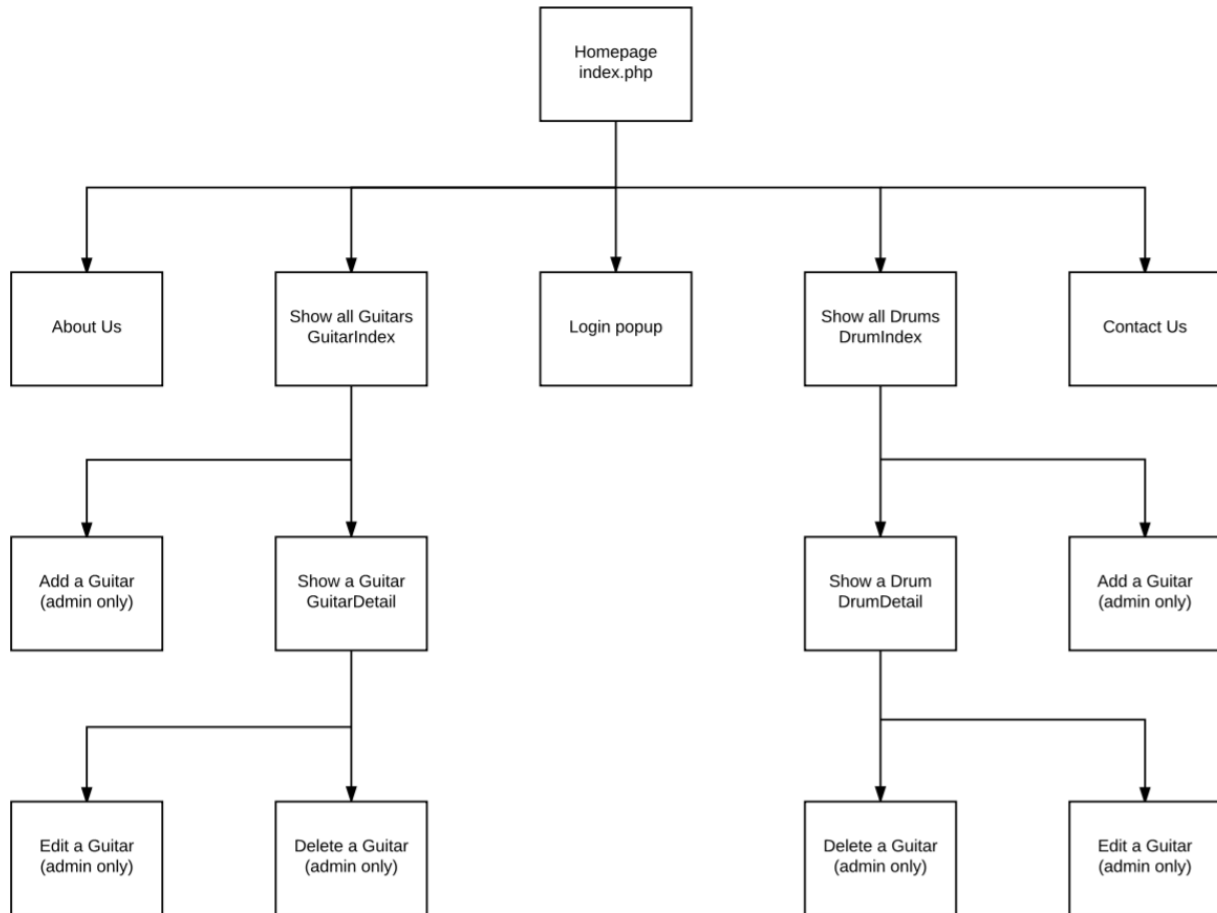 Homepage
index.php
About Us
Show all Guitars
GuitarIndex
Login popup
Show all Drums
DrumIndex
Contact Us
Add a Guitar
(admin only)
Show a Guitar
GuitarDetail
Show a Drum
DrumDetail
Add a Guitar
(admin only)
Edit a Guitar
(admin only)
Delete a Guitar
(admin only)
Delete a Guitar
(admin only)
Edit a Guitar
(admin only)